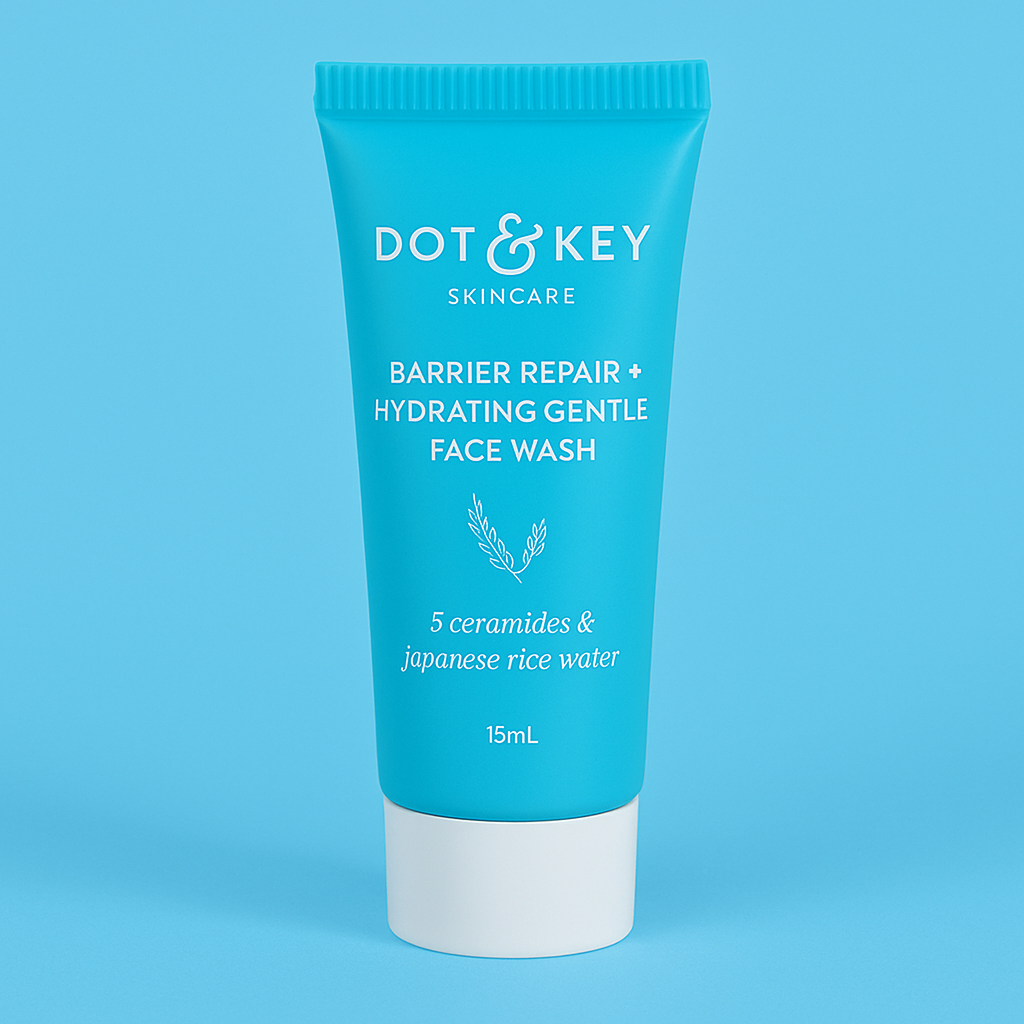 DOT & KEY
SKINCARE
BARRIER REPAIR +
HYDRATING GENTLE
FACE WASH
5 ceramides &
japanese rice water
15mL